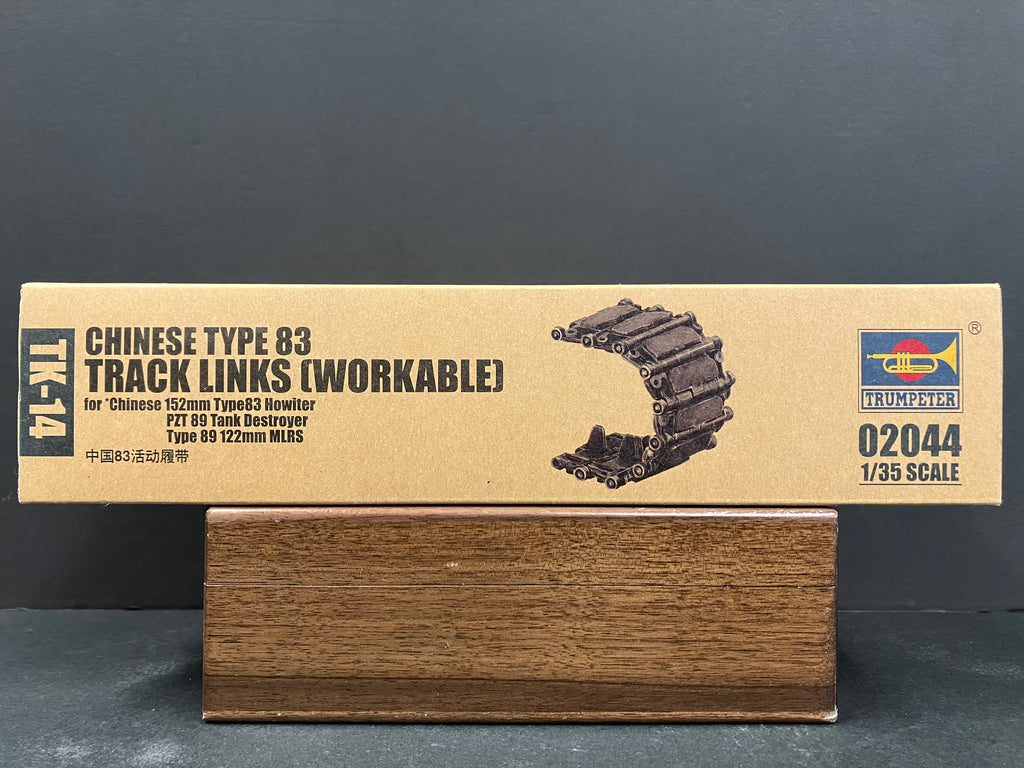 TK-14
CHINESE TYPE 83
TRACK LINKS (WORKABLE)
for *Chinese 152mm Type83 Howiter
PZT 89 Tank Destroyer
Type 89 122mm MLRS
中国83活动履带
®
TRUMPETER
02044
1/35 SCALE